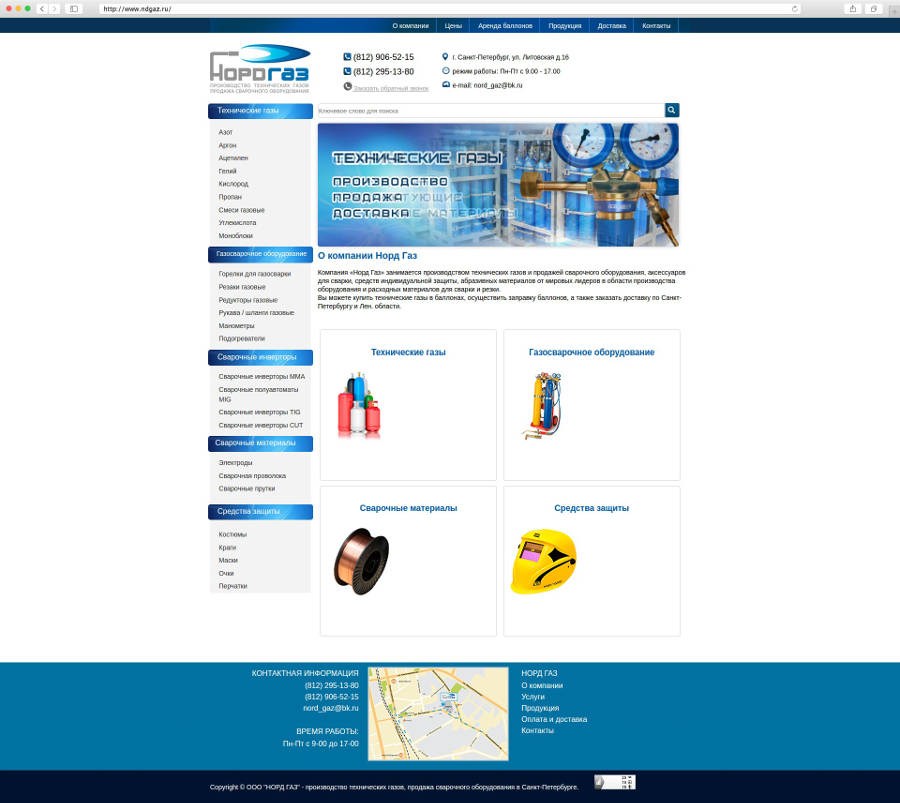 http://www.ndgaz.ru/
О компании Цены Аренда баллонов Продукция Доставка Контакты
НОРДГАЗ
ПРОИЗВОДСТВО ТЕХНИЧЕСКИХ ГАЗОВ
ПРОДАЖА СВАРОЧНОГО ОБОРУДОВАНИЯ
(812) 906-52-15
(812) 295-13-80
Заказать обратный звонок
г. Санкт-Петербург, ул. Литовская д.16
режим работы: Пн-Пт с 9.00 - 17.00
e-mail: nord_gaz@bk.ru
Технические газы
Азот
Аргон
Ацетилен
Гелий
Кислород
Пропан
Смеси газовые
Углекислота
Моноблоки
Газосварочное оборудование
Горелки для газосварки
Резаки газовые
Редукторы газовые
Рукава / шланги газовые
Манометры
Подогреватели
Сварочные инверторы
Сварочные инверторы MMA
Сварочные полуавтоматы
MIG
Сварочные инверторы TIG
Сварочные инверторы CUT
Сварочные материалы
Электроды
Сварочная проволока
Сварочные прутки
Средства защиты
Костюмы
Краги
Маски
Очки
Перчатки
Ключевое слово для поиска
ТЕХНИЧЕСКИЕ ГАЗЫ
ПРОИЗВОДСТВО
ПРОДАЖА
ДОСТАВКА
О компании Норд Газ
Компания «Норд Газ» занимается производством технических газов и продажей сварочного оборудования, аксессуаров
для сварки, средств индивидуальной защиты, абразивных материалов от мировых лидеров в области производства
оборудования и расходных материалов для сварки и резки.
Вы можете купить технические газы в баллонах, осуществить заправку баллонов, а также заказать доставку по Санкт-
Петербургу и Лен. области.
Технические газы
Газосварочное оборудование
Сварочные материалы
Средства защиты
КОНТАКТНАЯ ИНФОРМАЦИЯ
(812) 295-13-80
(812) 906-52-15
nord_gaz@bk.ru
ВРЕМЯ РАБОТЫ:
Пн-Пт с 9-00 до 17-00
НОРД ГАЗ
О компании
Услуги
Продукция
Оплата и доставка
Контакты
Copyright © ООО "НОРД ГАЗ" - производство технических газов, продажа сварочного оборудования в Санкт-Петербурге.